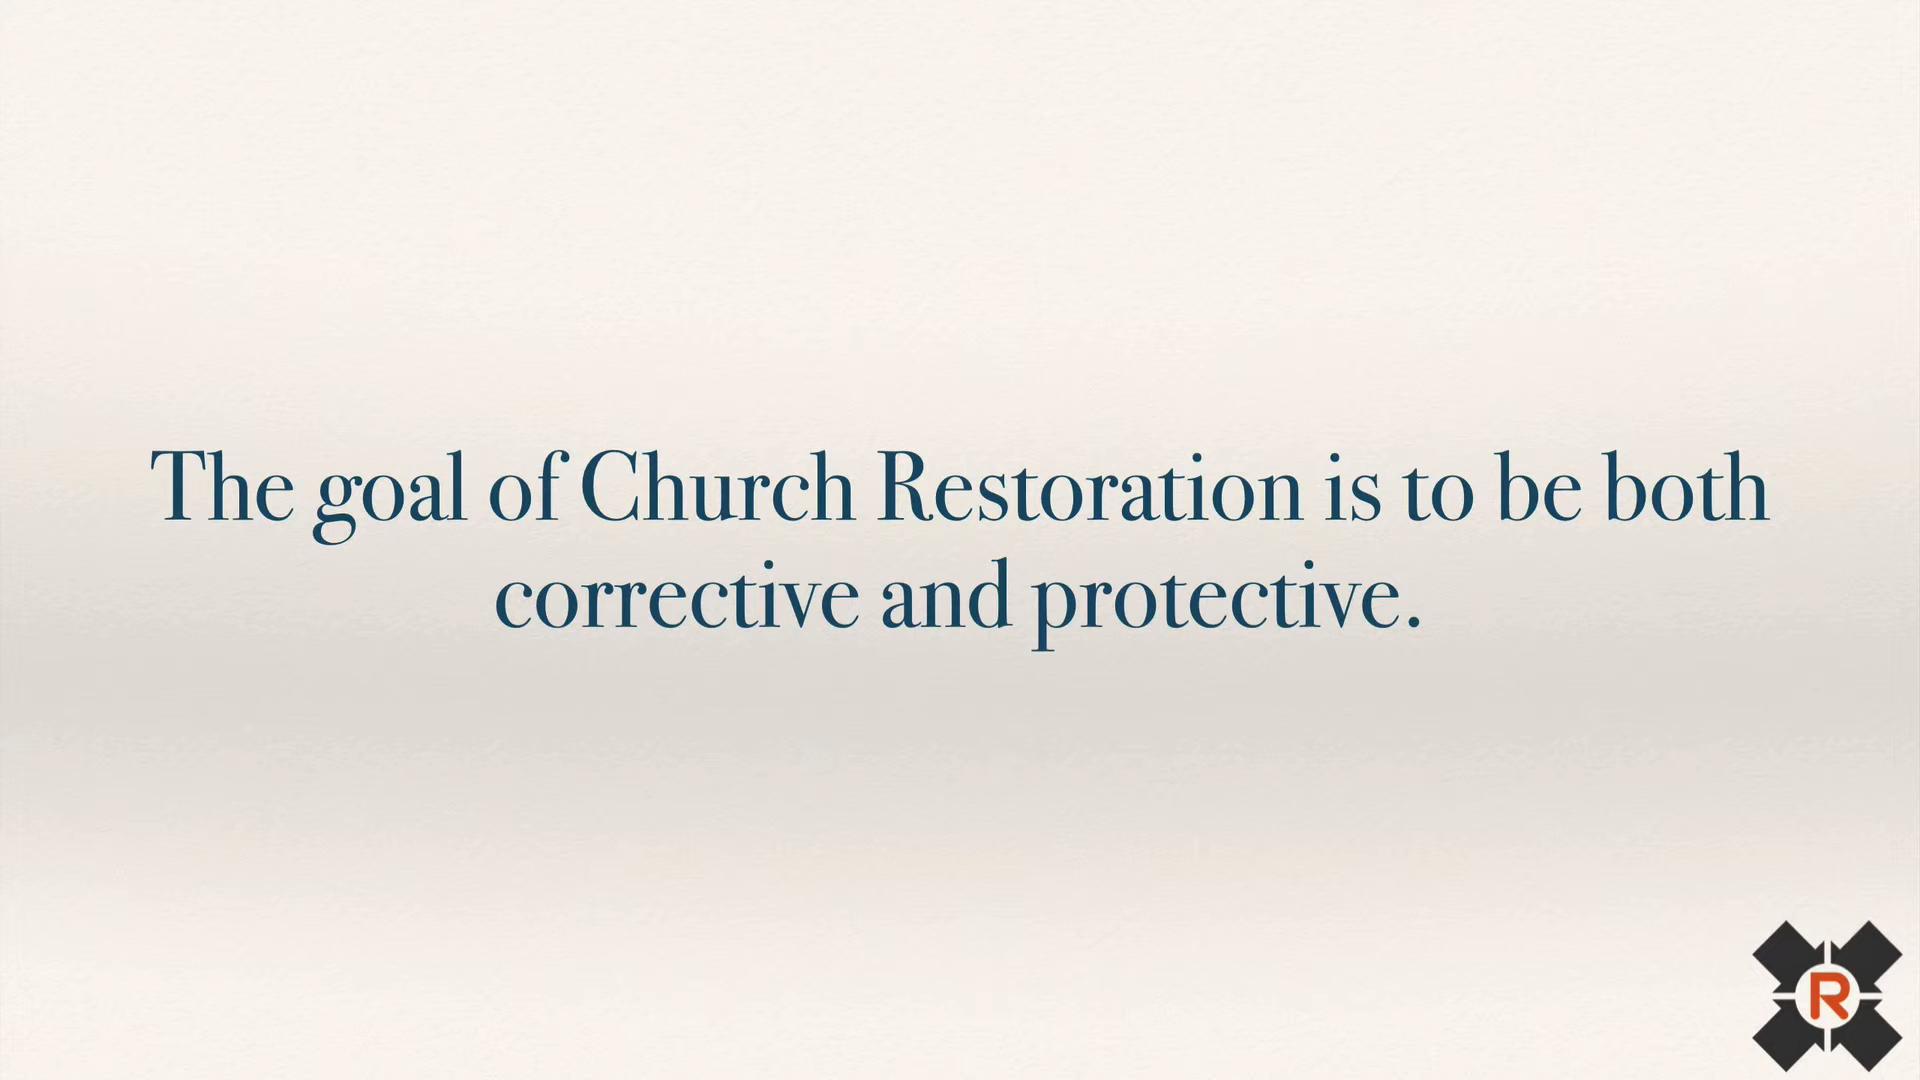 The goal of Church Restoration is to be both
corrective and protective.
R